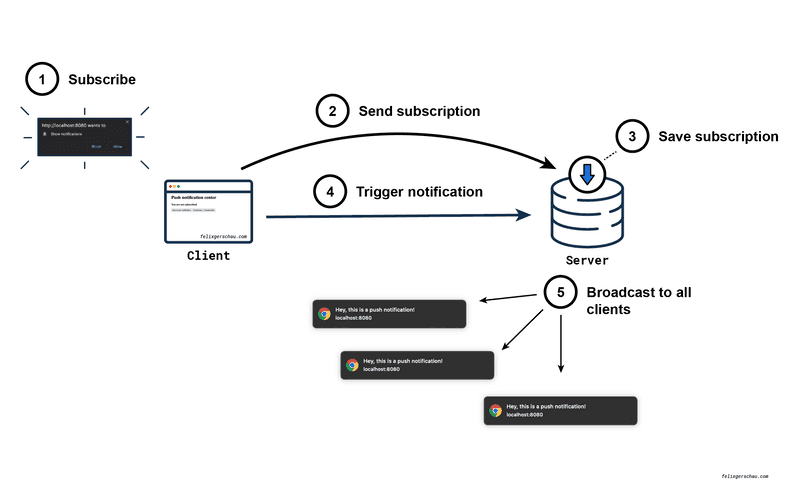 1 Subscribe
http://localhost:8080 wants to
Show notifications
Block Allow
2 Send subscription
3 Save subscription
4 Trigger notification
Push notification center
You are not subscribed
felixgerschau.com
Client
Server
5 Broadcast to all
clients
Hey, this is a push notification!
localhost:8080
Hey, this is a push notification!
localhost:8080
Hey, this is a push notification!
localhost:8080
felixgerschau.com